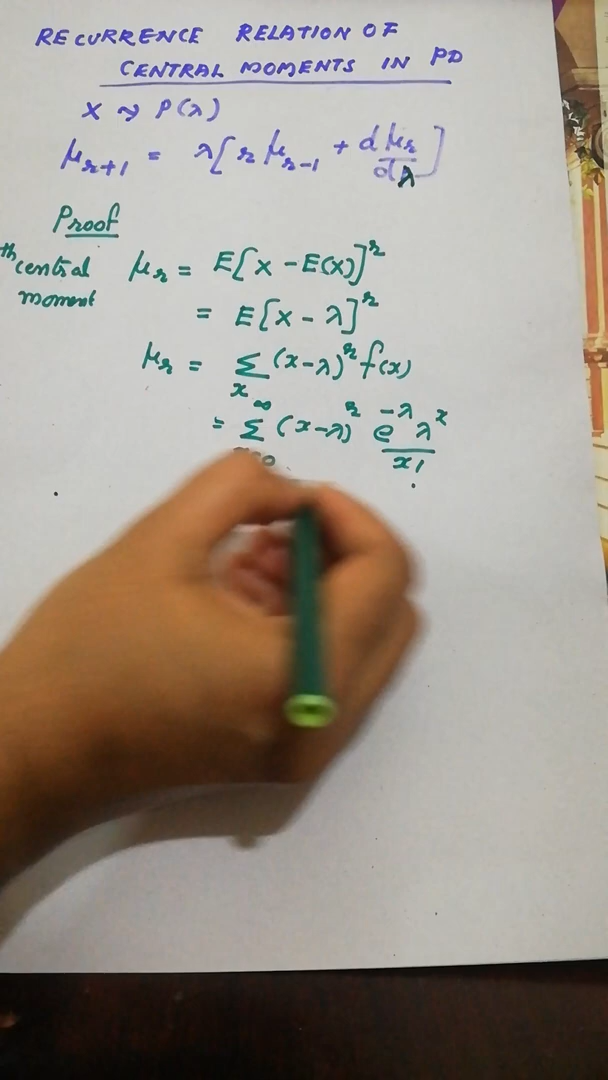 RECURRENCE RELATION OF
CENTRAL MOMENTS IN PD
X ~ P(λ)
μr+1 = λ[r μr-1 + dμr/dλ]
Proof
th central moment μr = E[X - E(X)]^r
= E[X - λ]^r
μr = Σx (x-λ)^r f(x)
= Σ∞ (x-λ)^r e^-λ λ^x / x!